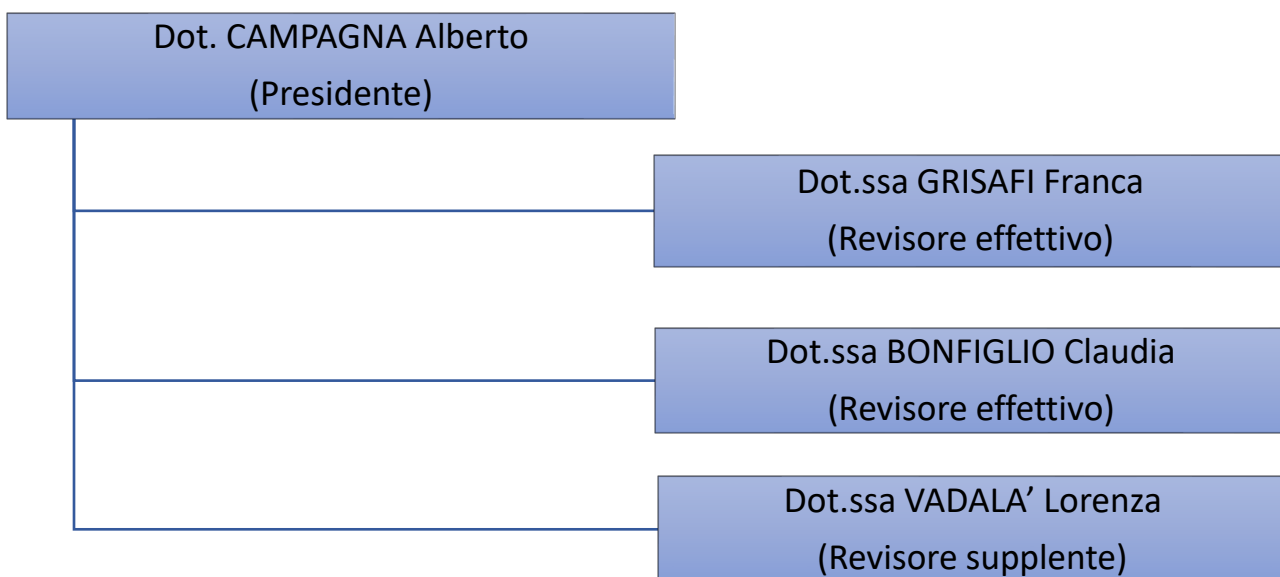 Dot. CAMPAGNA Alberto
(Presidente)
Dot.ssa GRISAFI Franca
(Revisore effettivo)
Dot.ssa BONFIGLIO Claudia
(Revisore effettivo)
Dot.ssa VADALA’ Lorenza
(Revisore supplente)